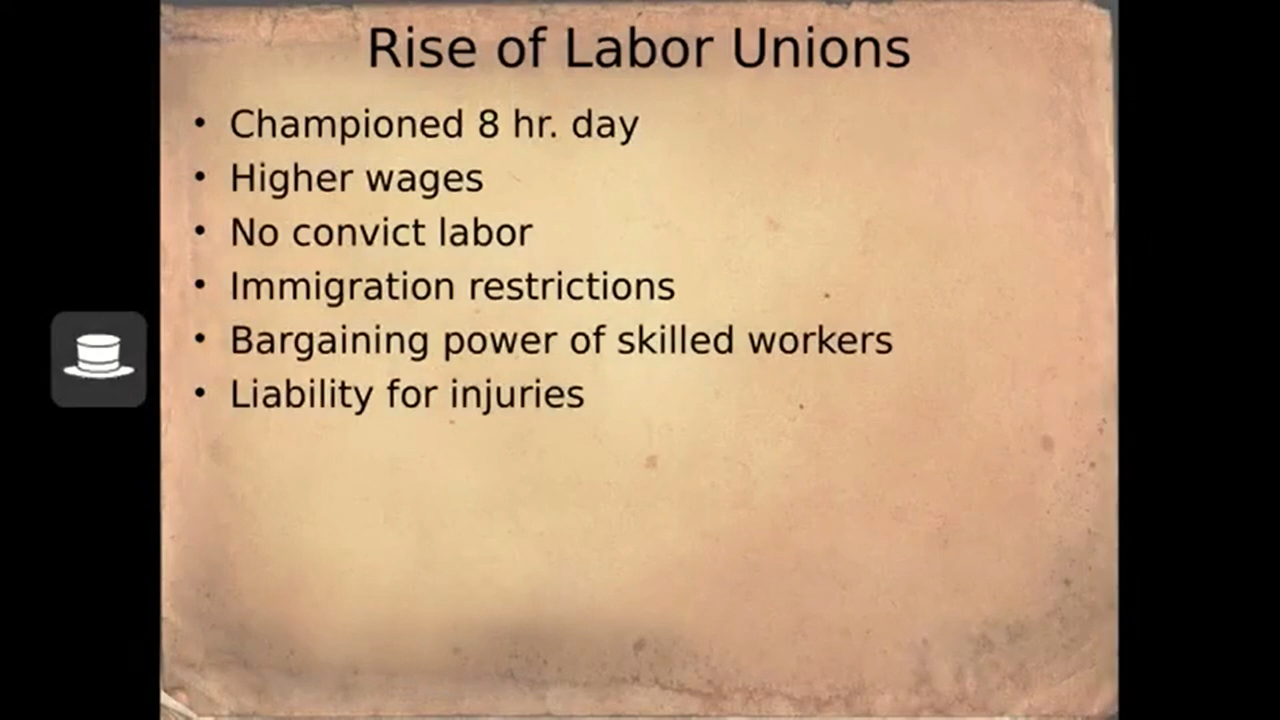 Rise of Labor Unions
• Championed 8 hr. day
• Higher wages
• No convict labor
• Immigration restrictions
• Bargaining power of skilled workers
• Liability for injuries